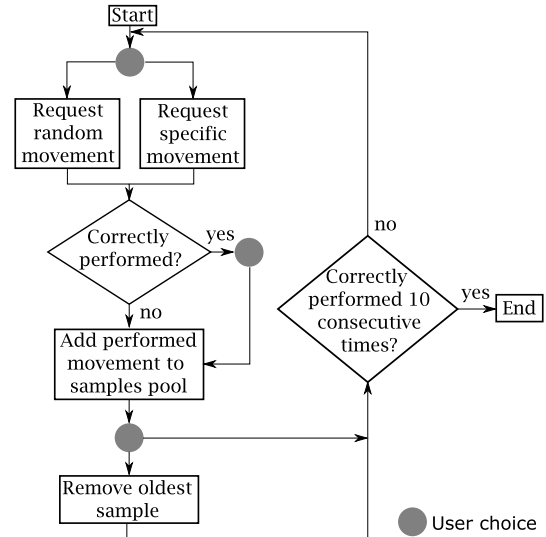 Start
Request
random
movement
Request
specific
movement
Correctly
performed?
yes
no
Add performed
movement to
samples pool
Remove oldest
sample
no
Correctly
performed 10
consecutive
times?
yes
End
User choice